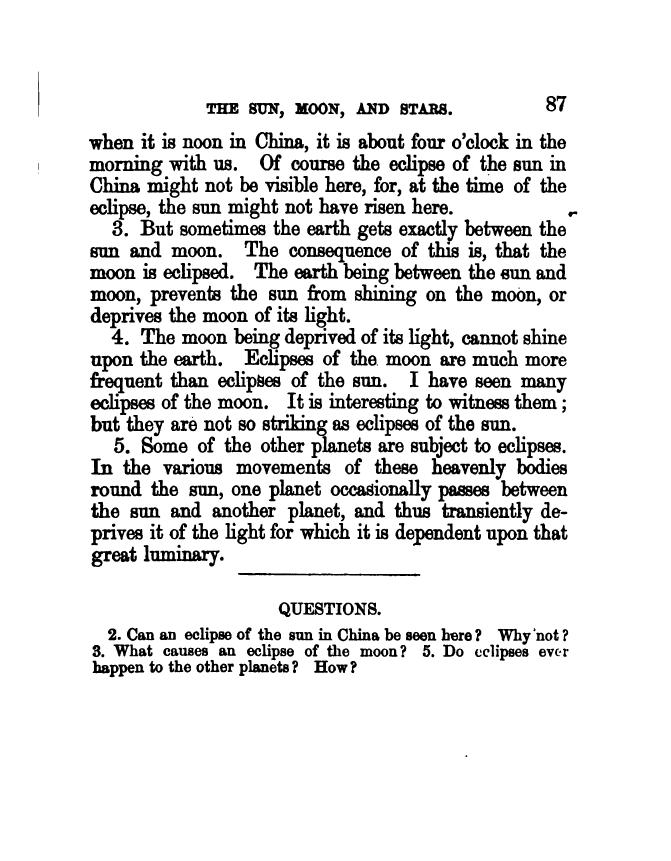 THE SUN, MOON, AND STARS. 87
when it is noon in China, it is about four o'clock in the
morning with us. Of course the eclipse of the sun in
China might not be visible here, for, at the time of the
eclipse, the sun might not have risen here.
3. But sometimes the earth gets exactly between the
sun and moon. The consequence of this is, that the
moon is eclipsed. The earth being between the sun and
moon, prevents the sun from shining on the moon, or
deprives the moon of its light.
4. The moon being deprived of its light, cannot shine
upon the earth. Eclipses of the moon are much more
frequent than eclipses of the sun. I have seen many
eclipses of the moon. It is interesting to witness them;
but they are not so striking as eclipses of the sun.
5. Some of the other planets are subject to eclipses.
In the various movements of these heavenly bodies
round the sun, one planet occasionally passes between
the sun and another planet, and thus transiently de-
prives it of the light for which it is dependent upon that
great luminary.
QUESTIONS.
2. Can an eclipse of the sun in China be seen here? Why not?
3. What causes an eclipse of the moon? 5. Do eclipses ever
happen to the other planets? How?